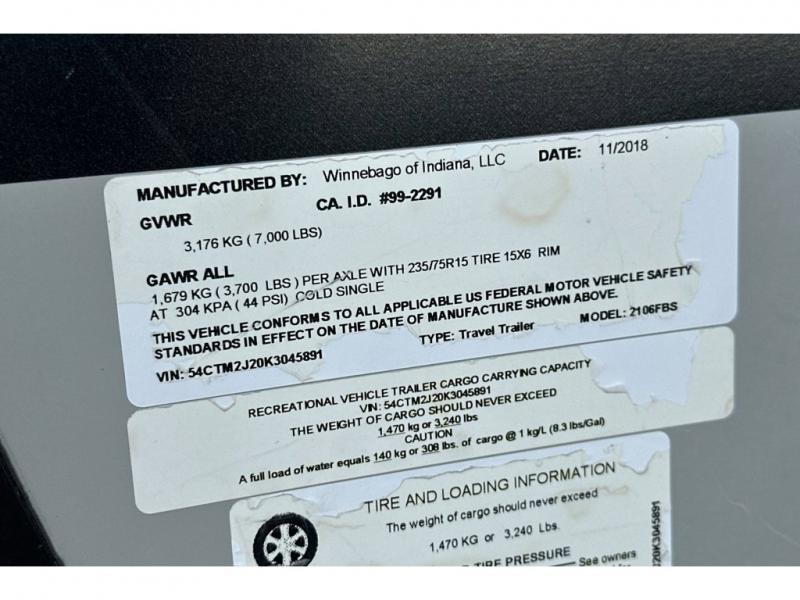 MANUFACTURED BY: Winnebago of Indiana, LLC DATE: 11/2018
GVWR CA. I.D. #99-2291
3,176 KG ( 7,000 LBS)
GAWR ALL
1,679 KG ( 3,700 LBS ) PER AXLE WITH 235/75R15 TIRE 15X6 RIM
AT 304 KPA ( 44 PSI) COLD SINGLE
THIS VEHICLE CONFORMS TO ALL APPLICABLE US FEDERAL MOTOR VEHICLE SAFETY
STANDARDS IN EFFECT ON THE DATE OF MANUFACTURE SHOWN ABOVE.
VIN: 54CTM2J20K3045891 TYPE: Travel Trailer MODEL: 2106FBS
RECREATIONAL VEHICLE TRAILER CARGO CARRYING CAPACITY
VIN: 54CTM2J20K3045891
THE WEIGHT OF CARGO SHOULD NEVER EXCEED
1,470 kg or 3,240 lbs
CAUTION
A full load of water equals 140 kg or 308 lbs. of cargo @ 1 kg/L (8.3 lbs/Gal)
TIRE AND LOADING INFORMATION
The weight of cargo should never exceed
1,470 KG or 3,240 Lbs.
TIRE PRESSURE See owners
20K3045891